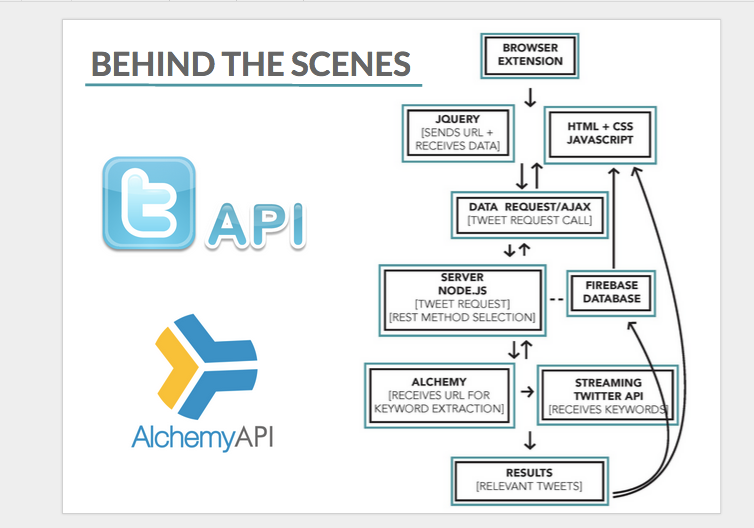 BEHIND THE SCENES
BROWSER
EXTENSION
JQUERY
[SENDS URL +
RECEIVES DATA]
HTML + CSS
JAVASCRIPT
DATA REQUEST/AJAX
[TWEET REQUEST CALL]
t API
SERVER
NODE.JS
[TWEET REQUEST]
[REST METHOD SELECTION]
FIREBASE
DATABASE
ALCHEMY
[RECEIVES URL FOR
KEYWORD EXTRACTION]
STREAMING
TWITTER API
[RECEIVES KEYWORDS]
AlchemyAPI
RESULTS
[RELEVANT TWEETS]